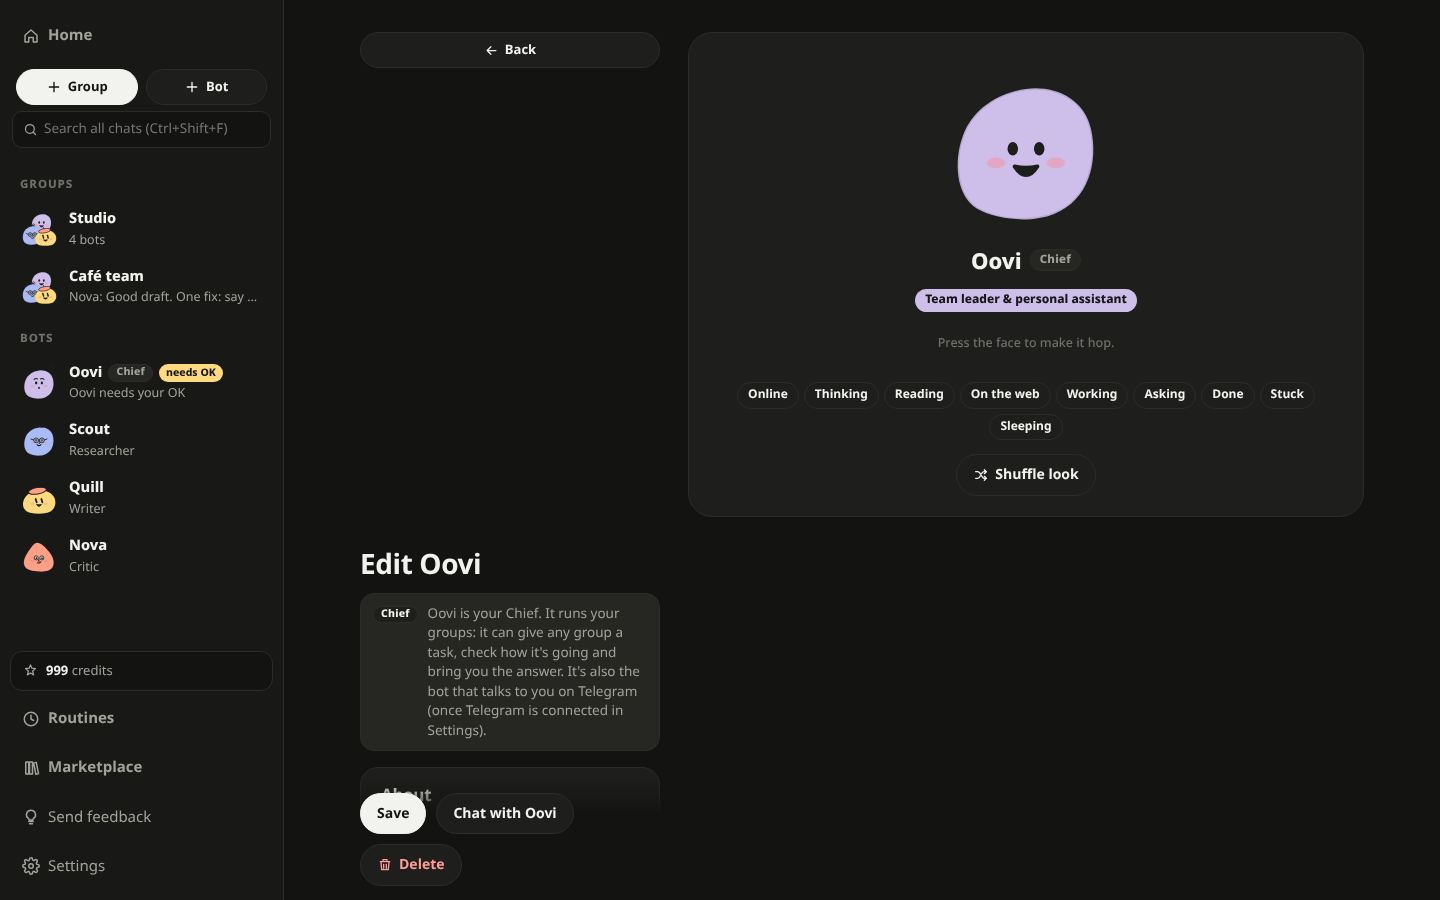 Home
Group
Bot
Search all chats (Ctrl+Shift+F)
GROUPS
Studio
4 bots
Café team
Nova: Good draft. One fix: say ...
BOTS
Oovi Chief needs OK
Oovi needs your OK
Scout
Researcher
Quill
Writer
Nova
Critic
999 credits
Routines
Marketplace
Send feedback
Settings
Back
Oovi Chief
Team leader & personal assistant
Press the face to make it hop.
Online Thinking Reading On the web Working Asking Done Stuck
Sleeping
Shuffle look
Edit Oovi
Chief
Oovi is your Chief. It runs your
groups: it can give any group a
task, check how it's going and
bring you the answer. It's also the
bot that talks to you on Telegram
(once Telegram is connected in
Settings).
About
Save
Chat with Oovi
Delete